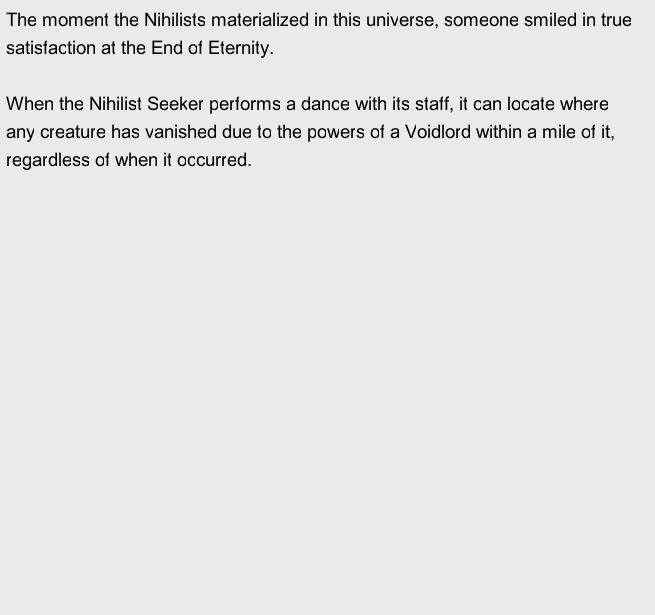 The moment the Nihilists materialized in this universe, someone smiled in true
satisfaction at the End of Eternity.
When the Nihilist Seeker performs a dance with its staff, it can locate where
any creature has vanished due to the powers of a Voidlord within a mile of it,
regardless of when it occurred.